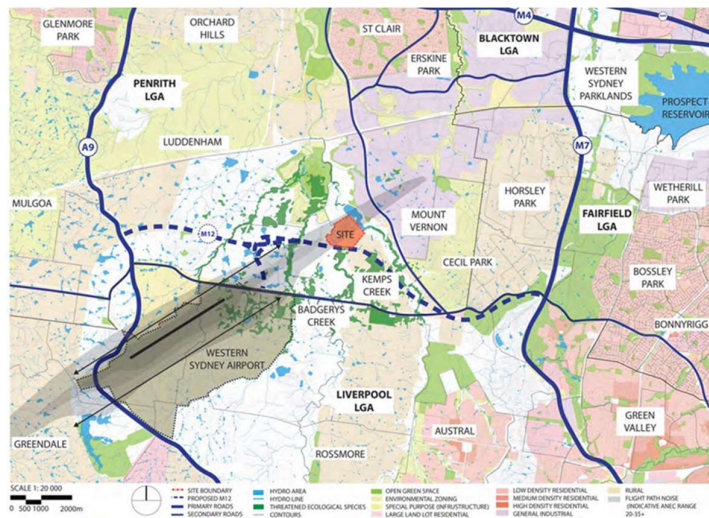 GLENMORE
PARK
ORCHARD
HILLS
ST CLAIR
M4
BLACKTOWN
LGA
ERSKINE
PARK
WESTERN
SYDNEY
PARKLANDS
PROSPECT
RESERVOIR
PENRITH
LGA
A9
LUDDENHAM
M7
MULGOA
HORSLEY
PARK
WETHERILL
PARK
MOUNT
VERNON
FAIRFIELD
LGA
M12
SITE
CECIL PARK
BOSSLEY
PARK
KEMPS
CREEK
BADGERYS
CREEK
BONNYRIGG
WESTERN
SYDNEY AIRPORT
LIVERPOOL
LGA
GREENDALE
ROSSMORE
AUSTRAL
GREEN
VALLEY
SCALE 1: 20 000
0 500 1000 2000m
SITE BOUNDARY
PROPOSED M12
PRIMARY ROADS
SECONDARY ROADS
HYDRO AREA
HYDRO LINE
THREATENED ECOLOGICAL SPECIES
CONTOURS
OPEN GREEN SPACE
ENVIRONMENTAL ZONING
SPECIAL PURPOSE (INFRUSTRUCTURE)
LARGE LAND LOT RESIDENTIAL
LOW DENSITY RESIDENTIAL
MEDIUM DENSITY RESIDENTIAL
HIGH DENSITY RESIDENTIAL
GENERAL INDUSTRIAL
RURAL
FLIGHT PATH NOISE
(INDICATIVE ANEC RANGE
20-35+